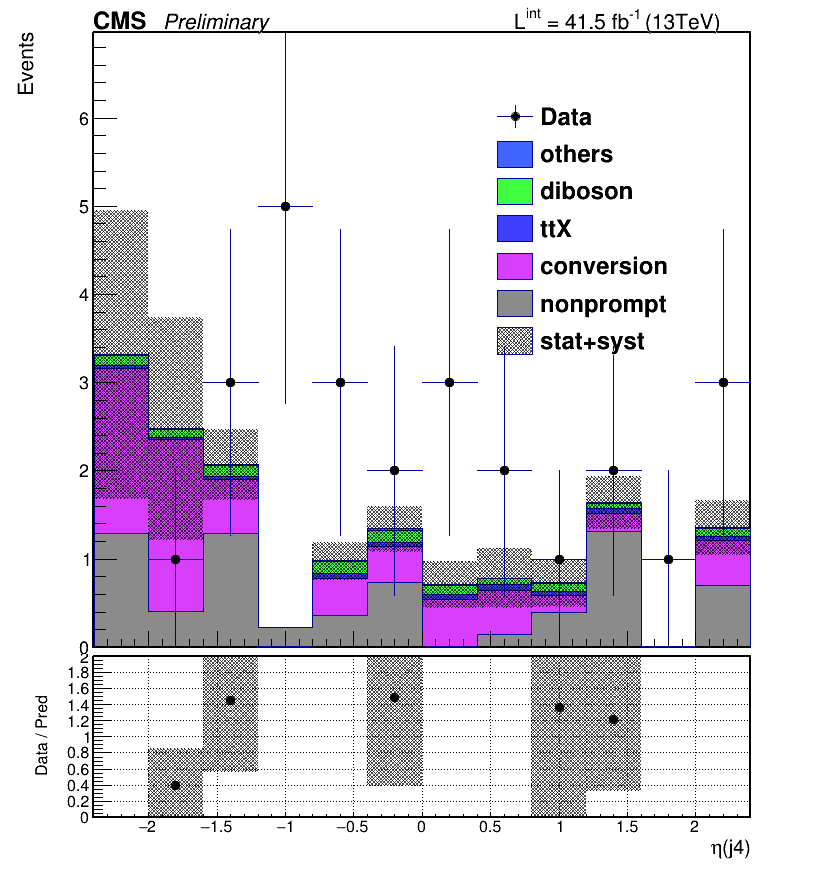 CMS Preliminary L^int = 41.5 fb^-1 (13TeV)
Events
6
5
4
3
2
1
0
Data
others
diboson
ttX
conversion
nonprompt
stat+syst
Data / Pred
2
1.8
1.6
1.4
1.2
1
0.8
0.6
0.4
0.2
0
−2 −1.5 −1 −0.5 0 0.5 1 1.5 2
η(j4)